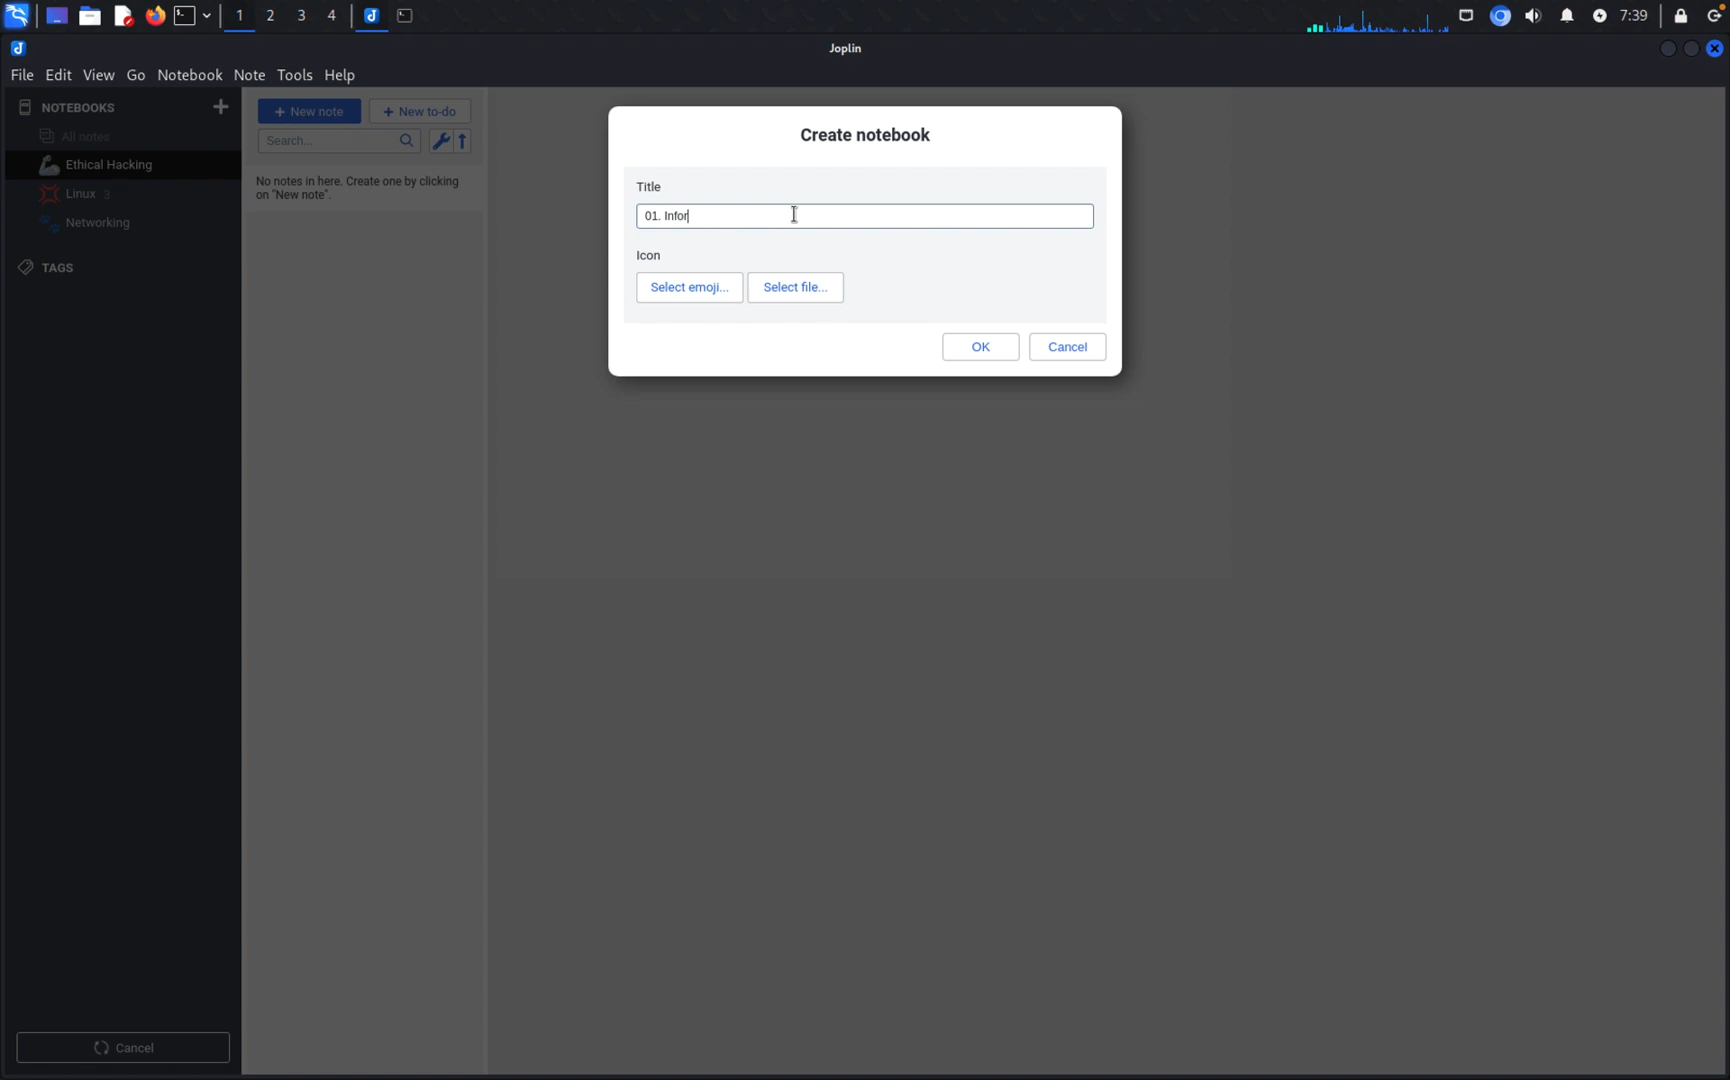 1 2 3 4 7:39
Joplin
File Edit View Go Notebook Note Tools Help
NOTEBOOKS
All notes
Ethical Hacking
Linux 3
Networking
TAGS
Cancel
New note
New to-do
Search...
No notes in here. Create one by clicking
on "New note".
Create notebook
Title
01. Infor
Icon
Select emoji...
Select file...
OK
Cancel